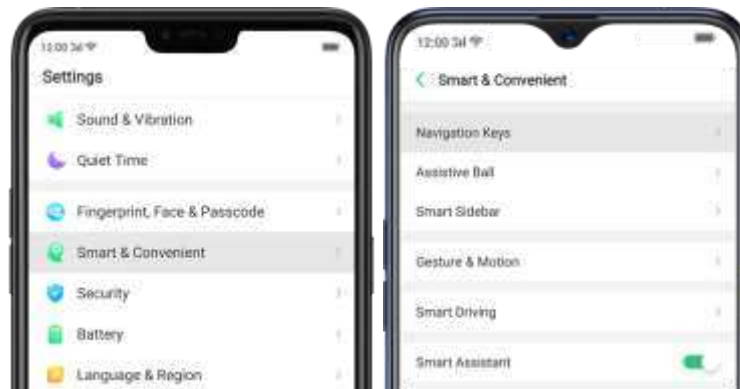 12:00
Settings
Sound & Vibration
Quiet Time
Fingerprint, Face & Passcode
Smart & Convenient
Security
Battery
Language & Region
12:00
Smart & Convenient
Navigation Keys
Assistive Ball
Smart Sidebar
Gesture & Motion
Smart Driving
Smart Assistant